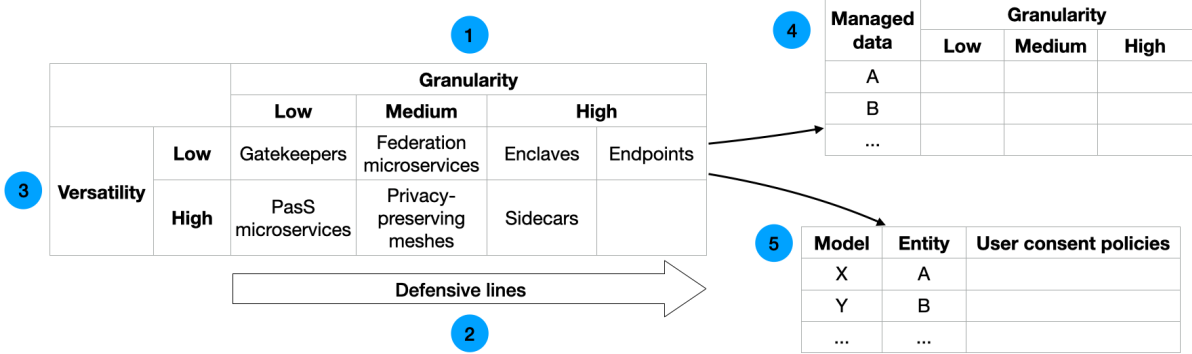 1
Granularity
Low Medium High
Versatility
Low
Gatekeepers
Federation
microservices
Enclaves
Endpoints
3
High
PasS
microservices
Privacy-
preserving
meshes
Sidecars
Defensive lines
2
4
Managed
data
Granularity
Low Medium High
A
B
...
5
Model Entity User consent policies
X A
Y B
... ...